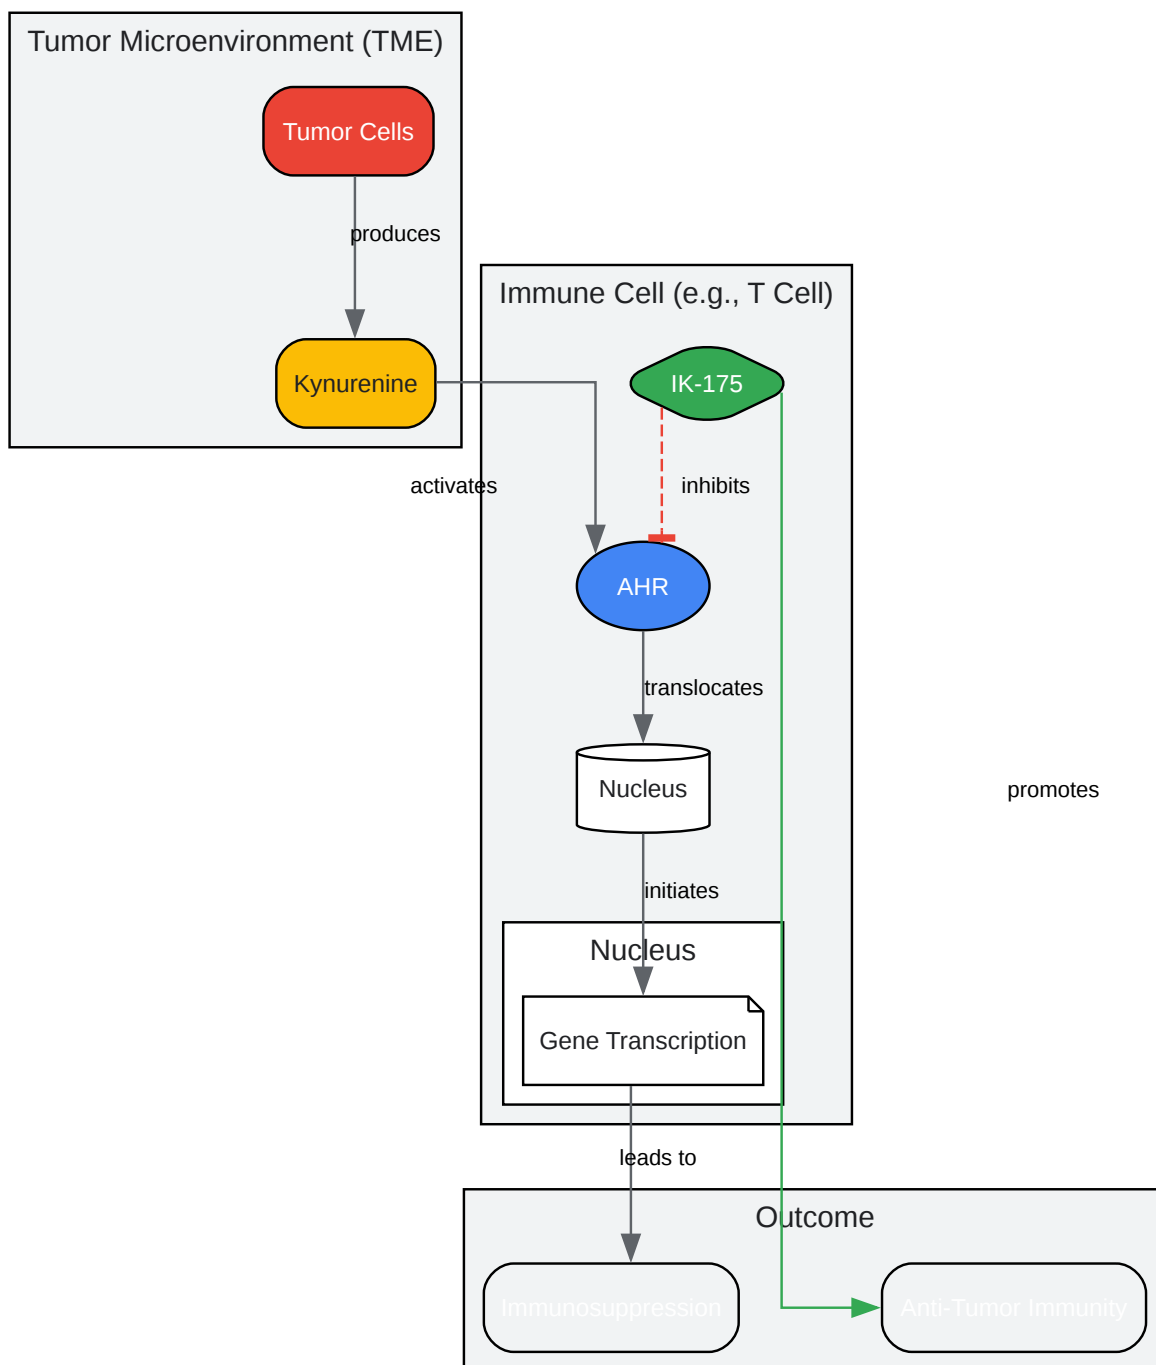 Tumor Microenvironment (TME)
Tumor Cells
produces
Immune Cell (e.g., T Cell)
Kynurenine
IK-175
activates
inhibits
AHR
translocates
Nucleus
promotes
initiates
Nucleus
Gene Transcription
leads to
Outcome
Immunosuppression
Anti-Tumor Immunity